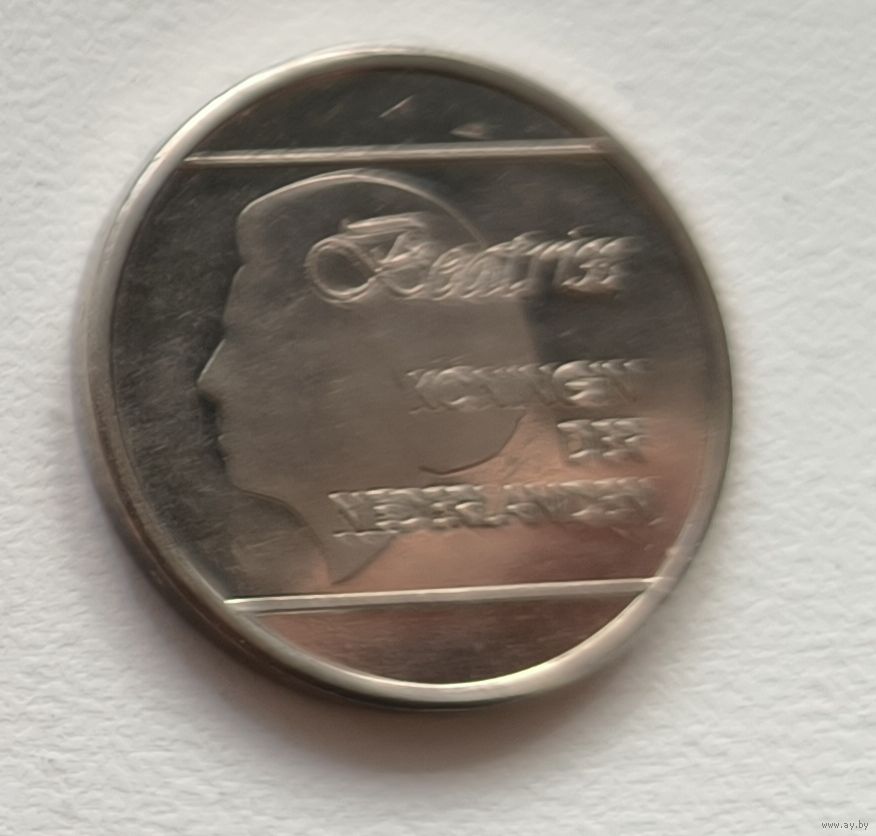 Beatrix
KONINGIN
DER
NEDERLANDEN
www.ay.by